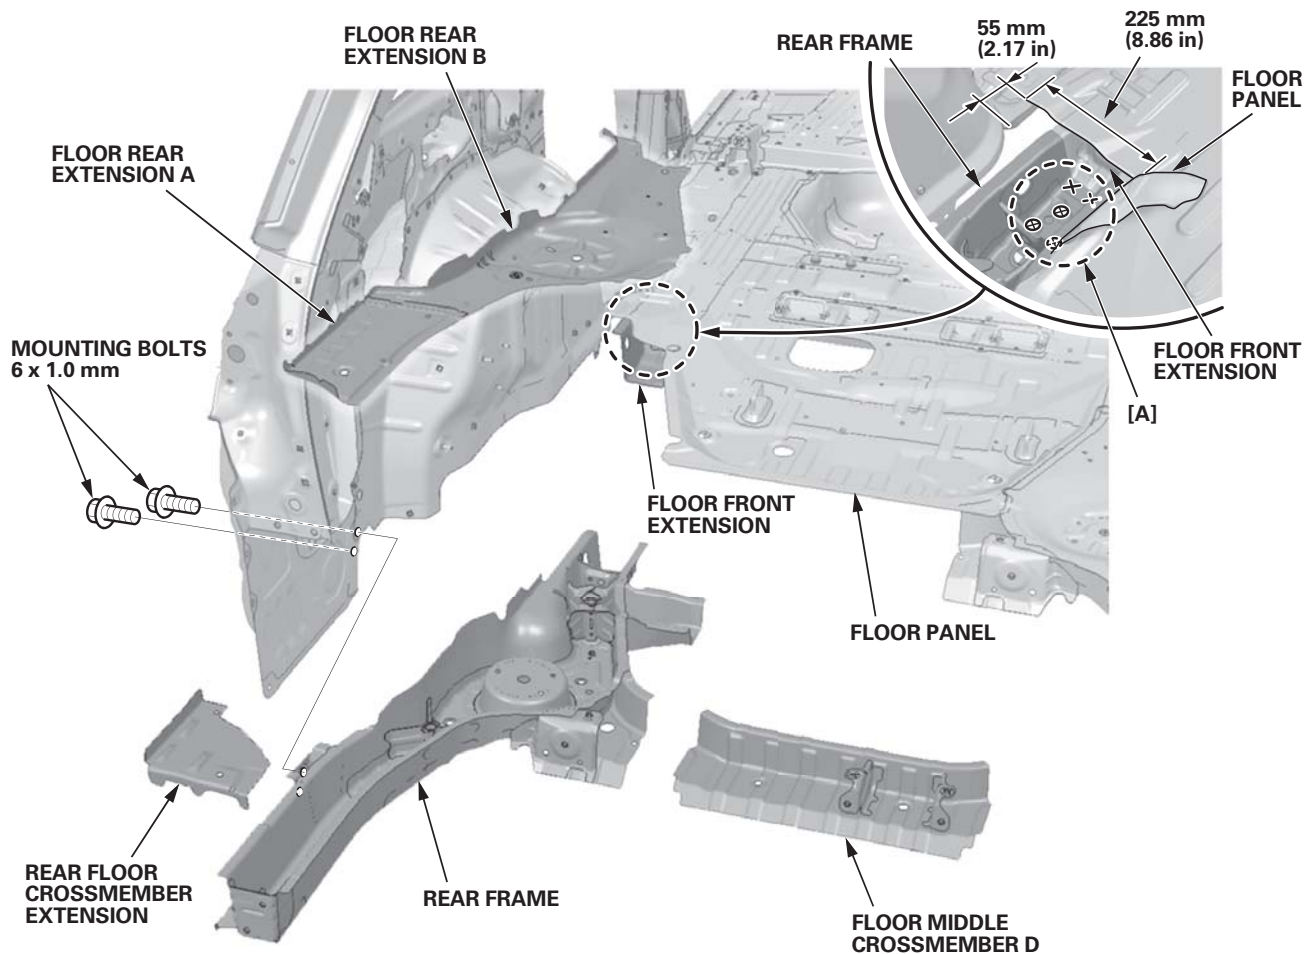 FLOOR REAR
EXTENSION B
REAR FRAME
55 mm
(2.17 in)
225 mm
(8.86 in)
FLOOR
PANEL
FLOOR REAR
EXTENSION A
MOUNTING BOLTS
6 x 1.0 mm
FLOOR FRONT
EXTENSION
[A]
FLOOR FRONT
EXTENSION
FLOOR PANEL
REAR FLOOR
CROSSMEMBER
EXTENSION
REAR FRAME
FLOOR MIDDLE
CROSSMEMBER D